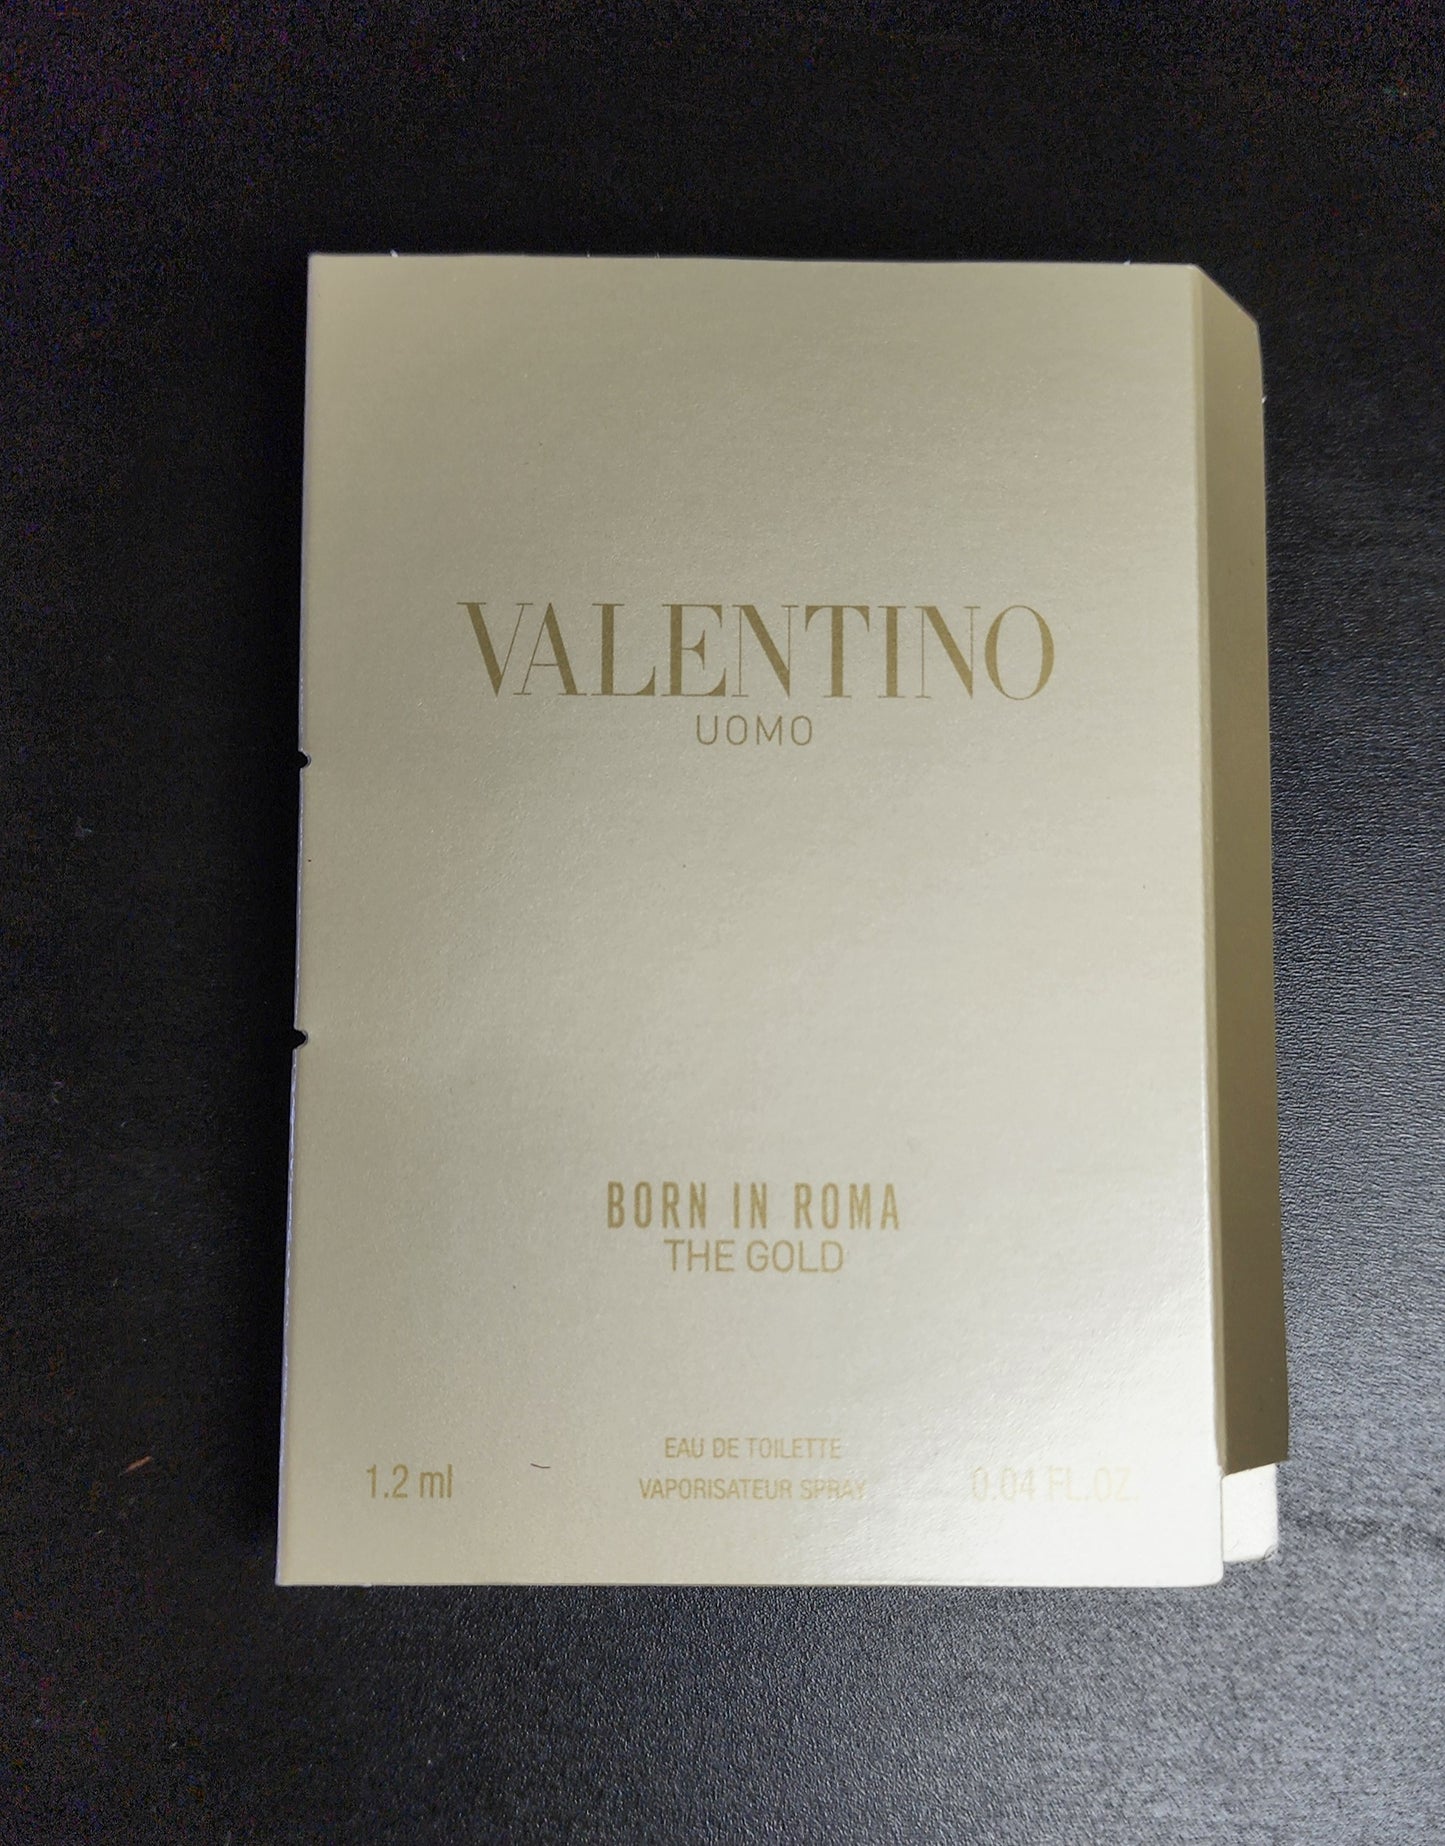 VALENTINO
UOMO
BORN IN ROMA
THE GOLD
EAU DE TOILETTE
1.2 ml VAPORISATEUR SPRAY 0.04 FL.OZ.